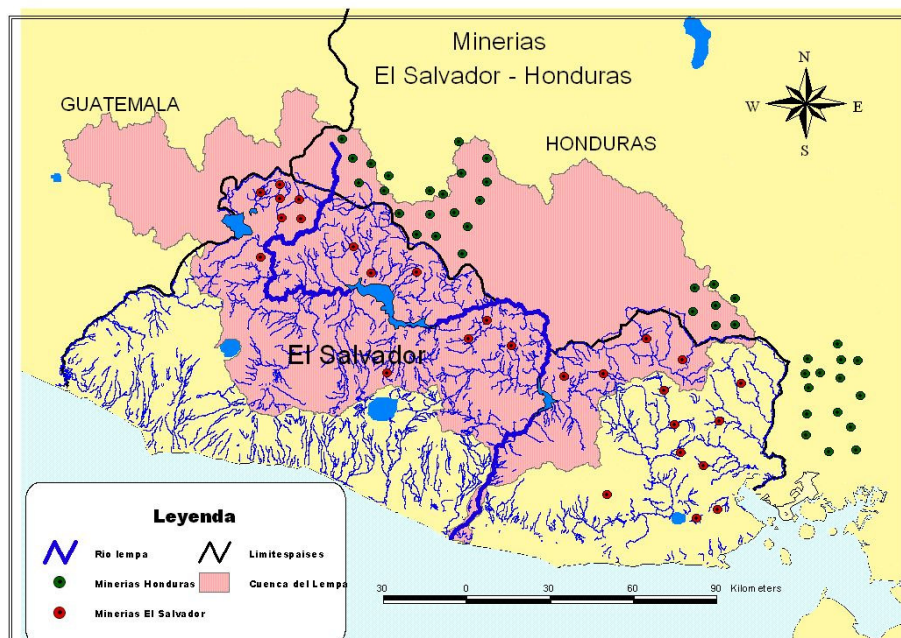 Minerias
El Salvador - Honduras
GUATEMALA
HONDURAS
N
W E
S
El Salvador
Leyenda
Rio lempa
Limitespaises
Minerias Honduras
Cuenca del Lempa
Minerias El Salvador
30 0 30 60 90 Kilometers